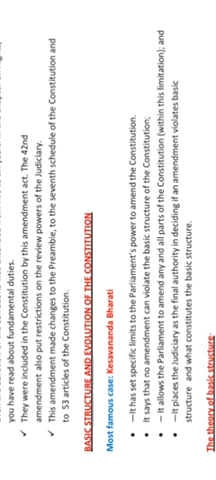 you have read about fundamental duties.
✓ They were included in the Constitution by this amendment act. The 42nd
amendment also put restrictions on the review powers of the Judiciary.
✓ This amendment made changes to the Preamble, to the seventh schedule of the Constitution and
to 53 articles of the Constitution.
BASIC STRUCTURE AND EVOLUTION OF THE CONSTITUTION
Most famous case: Kesavananda Bharati
• —It has set specific limits to the Parliament's power to amend the Constitution.
• It says that no amendment can violate the basic structure of the Constitution;
• — It allows the Parliament to amend any and all parts of the Constitution (within this limitation); and
• —It places the Judiciary as the final authority in deciding if an amendment violates basic
structure and what constitutes the basic structure.
The theory of basic structure-